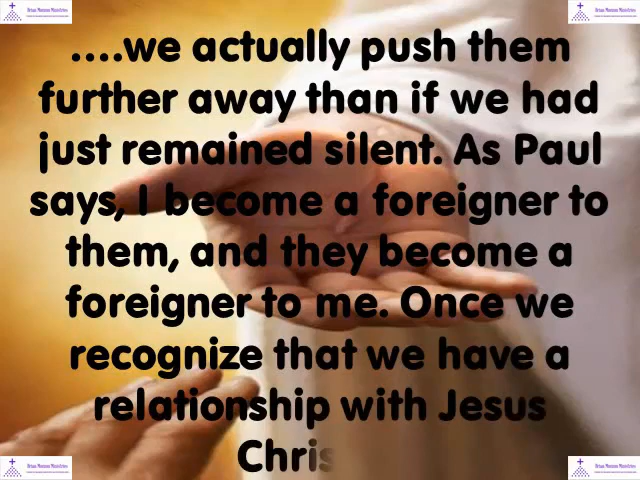 ....we actually push them
further away than if we had
just remained silent. As Paul
says, I become a foreigner to
them, and they become a
foreigner to me. Once we
recognize that we have a
relationship with Jesus
Chris